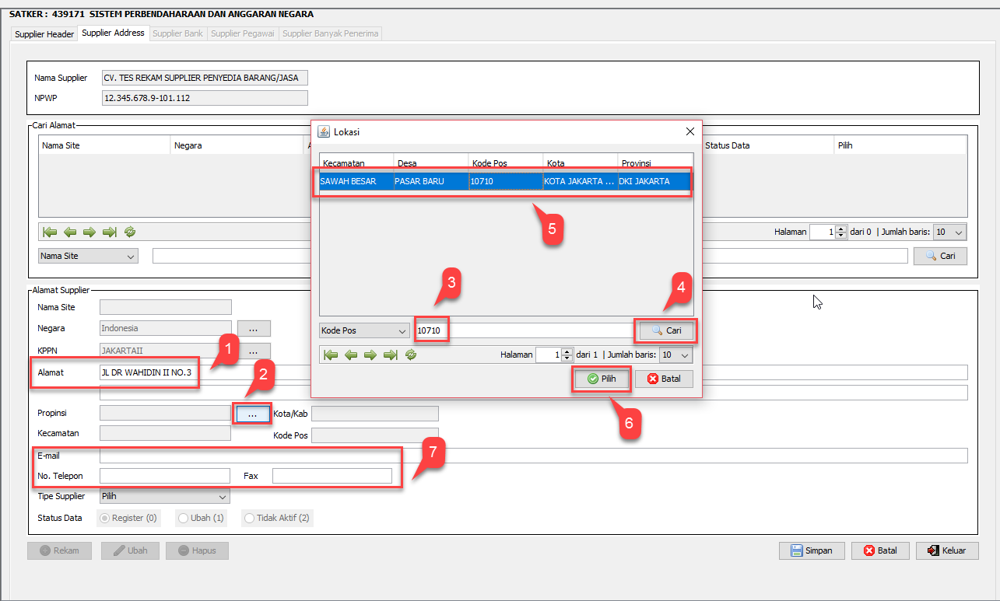 SATKER : 439171 SISTEM PERBENDAHARAAN DAN ANGGARAN NEGARA
Supplier Header Supplier Address Supplier Bank Supplier Pegawai Supplier Banyak Penerima
Nama Supplier CV. TES REKAM SUPPLIER PENYEDIA BARANG/JASA
NPWP 12.345.678.9-101.112
Cari Alamat
Nama Site Negara A Status Data Pilih
Halaman 1 dari 0 | Jumlah baris: 10
Nama Site Cari
Lokasi
Kecamatan Desa Kode Pos Kota Provinsi
SAWAH BESAR PASAR BARU 10710 KOTA JAKARTA ... DKI JAKARTA
5
3
4
Kode Pos 10710 Cari
Halaman 1 dari 1 | Jumlah baris: 10
Pilih Batal
6
Alamat Supplier
Nama Site
Negara Indonesia ...
KPPN JAKARTAII ...
1
Alamat JL DR WAHIDIN II NO.3
2
Propinsi ... Kota/Kab
Kecamatan Kode Pos
7
E-mail
No. Telepon Fax
Tipe Supplier Pilih
Status Data Register (0) Ubah (1) Tidak Aktif (2)
Rekam Ubah Hapus Simpan Batal Keluar